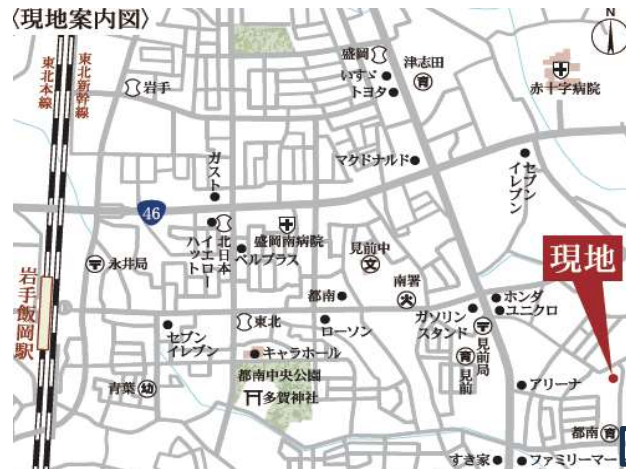 〈現地案内図〉
N
東北本線
東北新幹線
岩手
盛岡
いすゞ
トヨタ
津志田
育
赤十字病院
マクドナルド
セブン
イレブン
ガスト
46
北日本
ハイエー
ットロー
盛岡南病院
ベルプラス
見前中
文
永井局
南署
都南
現地
岩手飯岡駅
セブン
イレブン
東北
ローソン
ガソリン
スタンド
ホンダ
ユニクロ
見前局
育
見前
キャラホール
アリーナ
青葉
幼
都南中央公園
多賀神社
都南
育
すき家
ファミリーマー